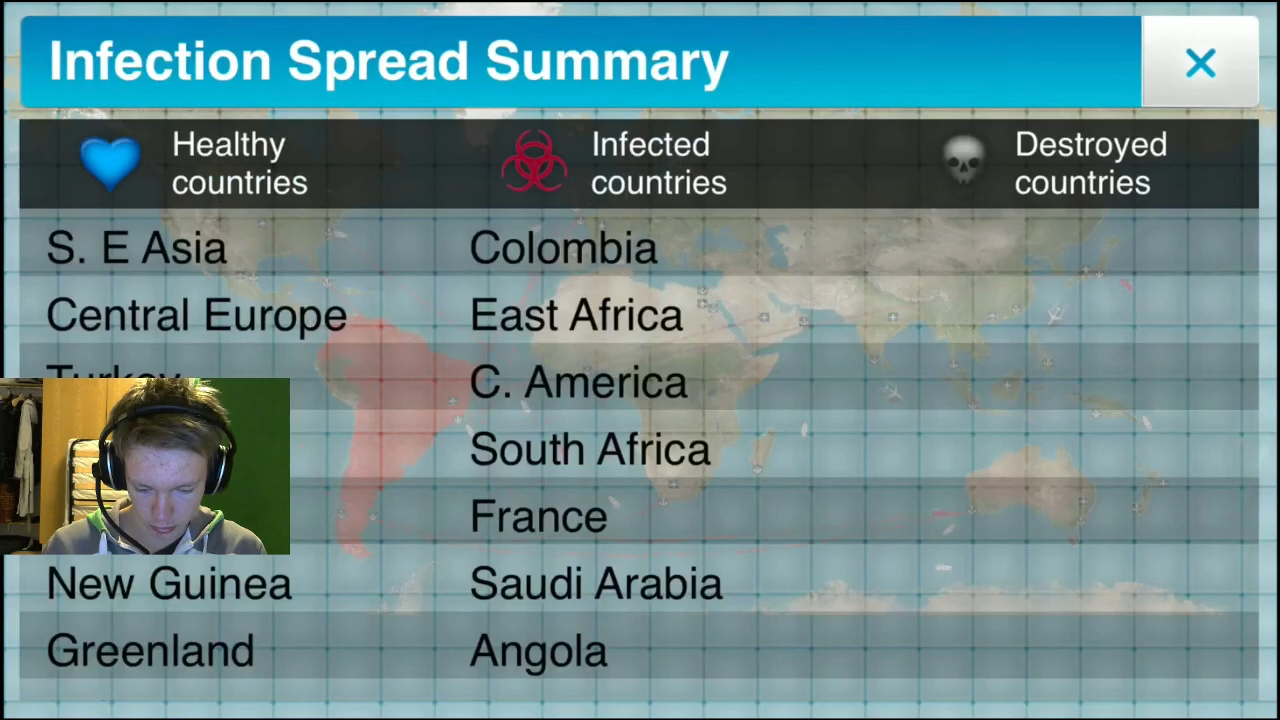 Infection Spread Summary
Healthy countries
Infected countries
Destroyed countries
S. E Asia
Colombia
Central Europe
East Africa
Turkey
C. America
South Africa
France
New Guinea
Saudi Arabia
Greenland
Angola